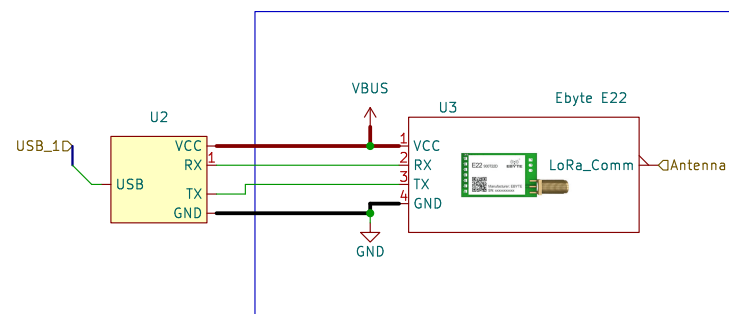 VBUS
U2
U3
Ebyte E22
USB_1
VCC
1
RX
USB
TX
GND
1
VCC
2
RX
3
TX
4
GND
E22
EBYTE
LoRa_Comm
Antenna
GND